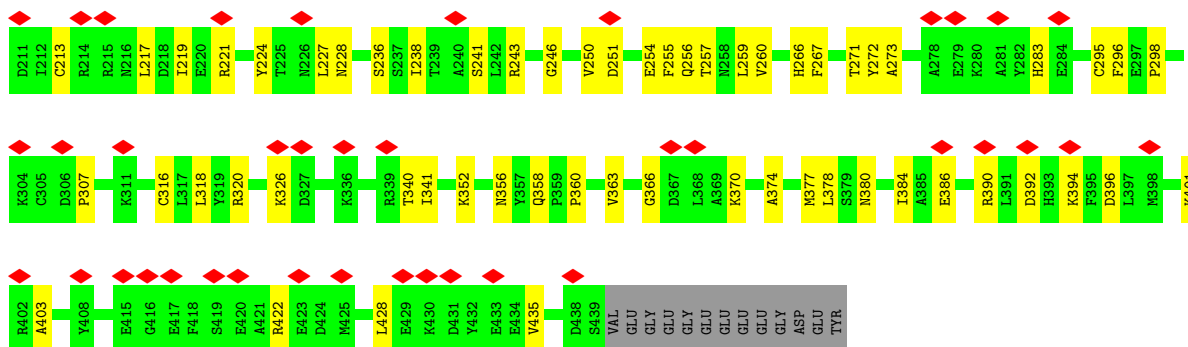 D211 I212 C213 R214 R215 N216 L217 D218 I219 E220 R221 Y224 T225 N226 L227 N228 S236 S237 I238 T239 A240 S241 L242 R243 G246 V250 D251 E254 F255 Q256 T257 N258 L259 V260 H266 F267 T271 Y272 A273 A278 E279 K280 A281 Y282 H283 E284 C295 F296 E297 P298
K304 C305 D306 P307 K311 C316 L317 L318 Y319 R320 K326 D327 K336 R339 T340 I341 K352 N356 Y357 Q358 P359 P360 V363 G366 D367 L368 A369 K370 A374 M377 L378 S379 N380 I384 A385 E386 R390 L391 D392 H393 K394 F395 D396 L397 M398
R402 A403 Y408 E415 G416 E417 F418 S419 E420 A421 R422 E423 D424 M425 L428 E429 K430 D431 Y432 E433 E434 V435 D438 S439 VAL GLU GLY GLU GLY GLU GLU GLU GLU GLY ASP GLU TYR